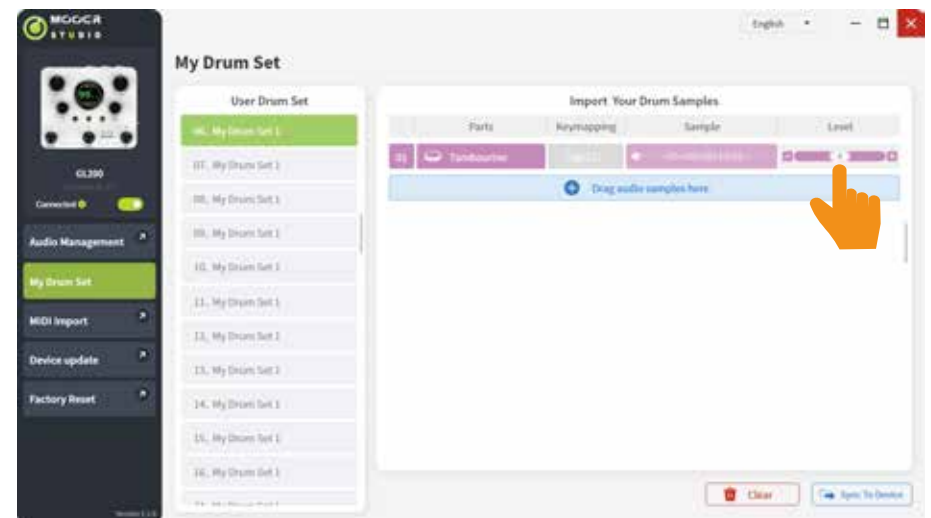 MOOER
STUDIO
English
My Drum Set
GL200
Connected
Audio Management
My Drum Set
MIDI Import
Device update
Factory Reset
User Drum Set
06. My Drum Set 1
07. My Drum Set 1
08. My Drum Set 1
09. My Drum Set 1
10. My Drum Set 1
11. My Drum Set 1
12. My Drum Set 1
13. My Drum Set 1
14. My Drum Set 1
15. My Drum Set 1
16. My Drum Set 1
Import Your Drum Samples
Parts Keymapping Sample Level
01 Tambourine
Drag audio samples here
Clear
Sync To Device